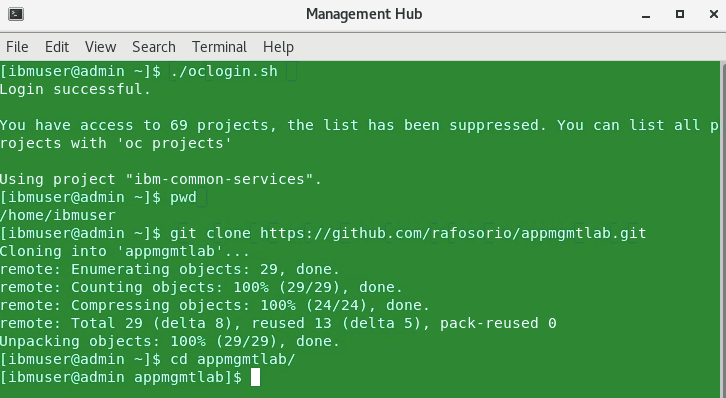 Management Hub
File Edit View Search Terminal Help
[ibmuser@admin ~]$ ./oclogin.sh
Login successful.
You have access to 69 projects, the list has been suppressed. You can list all p
rojects with 'oc projects'
Using project "ibm-common-services".
[ibmuser@admin ~]$ pwd
/home/ibmuser
[ibmuser@admin ~]$ git clone https://github.com/rafosorio/appmgmtlab.git
Cloning into 'appmgmtlab'...
remote: Enumerating objects: 29, done.
remote: Counting objects: 100% (29/29), done.
remote: Compressing objects: 100% (24/24), done.
remote: Total 29 (delta 8), reused 13 (delta 5), pack-reused 0
Unpacking objects: 100% (29/29), done.
[ibmuser@admin ~]$ cd appmgmtlab/
[ibmuser@admin appmgmtlab]$